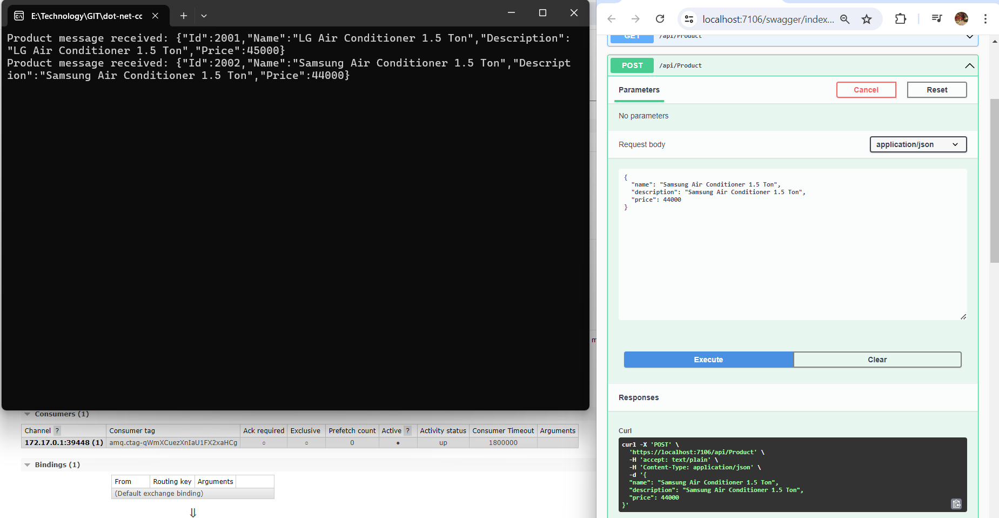 E:\Technology\GIT\dot-net-cc
Product message received: {"Id":2001,"Name":"LG Air Conditioner 1.5 Ton","Description":
"LG Air Conditioner 1.5 Ton","Price":45000}
Product message received: {"Id":2002,"Name":"Samsung Air Conditioner 1.5 Ton","Descript
ion":"Samsung Air Conditioner 1.5 Ton","Price":44000}
Consumers (1)
Channel ? Consumer tag Ack required Exclusive Prefetch count Active ? Activity status Consumer Timeout Arguments
172.17.0.1:39448 (1) amq.ctag-qWmXCuezXnIaU1FX2xaHCg ○ ○ 0 ● up 1800000
Bindings (1)
From Routing key Arguments
(Default exchange binding)
⇓
m
localhost:7106/swagger/index...
GET /api/Product
POST /api/Product
Parameters Cancel Reset
No parameters
Request body application/json
{
"name": "Samsung Air Conditioner 1.5 Ton",
"description": "Samsung Air Conditioner 1.5 Ton",
"price": 44000
}
Execute Clear
Responses
Curl
curl -X 'POST' \
'https://localhost:7106/api/Product' \
-H 'accept: text/plain' \
-H 'Content-Type: application/json' \
-d '{
"name": "Samsung Air Conditioner 1.5 Ton",
"description": "Samsung Air Conditioner 1.5 Ton",
"price": 44000
}'